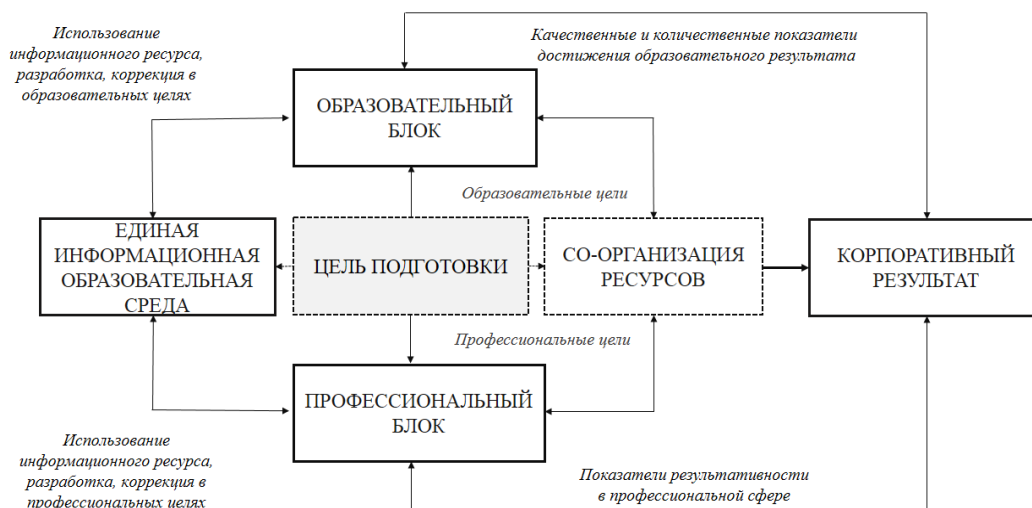 Использование
информационного ресурса,
разработка, коррекция в
образовательных целях
Качественные и количественные показатели
достижения образовательного результата
ОБРАЗОВАТЕЛЬНЫЙ
БЛОК
Образовательные цели
ЕДИНАЯ
ИНФОРМАЦИОННАЯ
ОБРАЗОВАТЕЛЬНАЯ
СРЕДА
ЦЕЛЬ ПОДГОТОВКИ
СО-ОРГАНИЗАЦИЯ
РЕСУРСОВ
КОРПОРАТИВНЫЙ
РЕЗУЛЬТАТ
Профессиональные цели
ПРОФЕССИОНАЛЬНЫЙ
БЛОК
Использование
информационного ресурса,
разработка, коррекция в
профессиональных целях
Показатели результативности
в профессиональной сфере